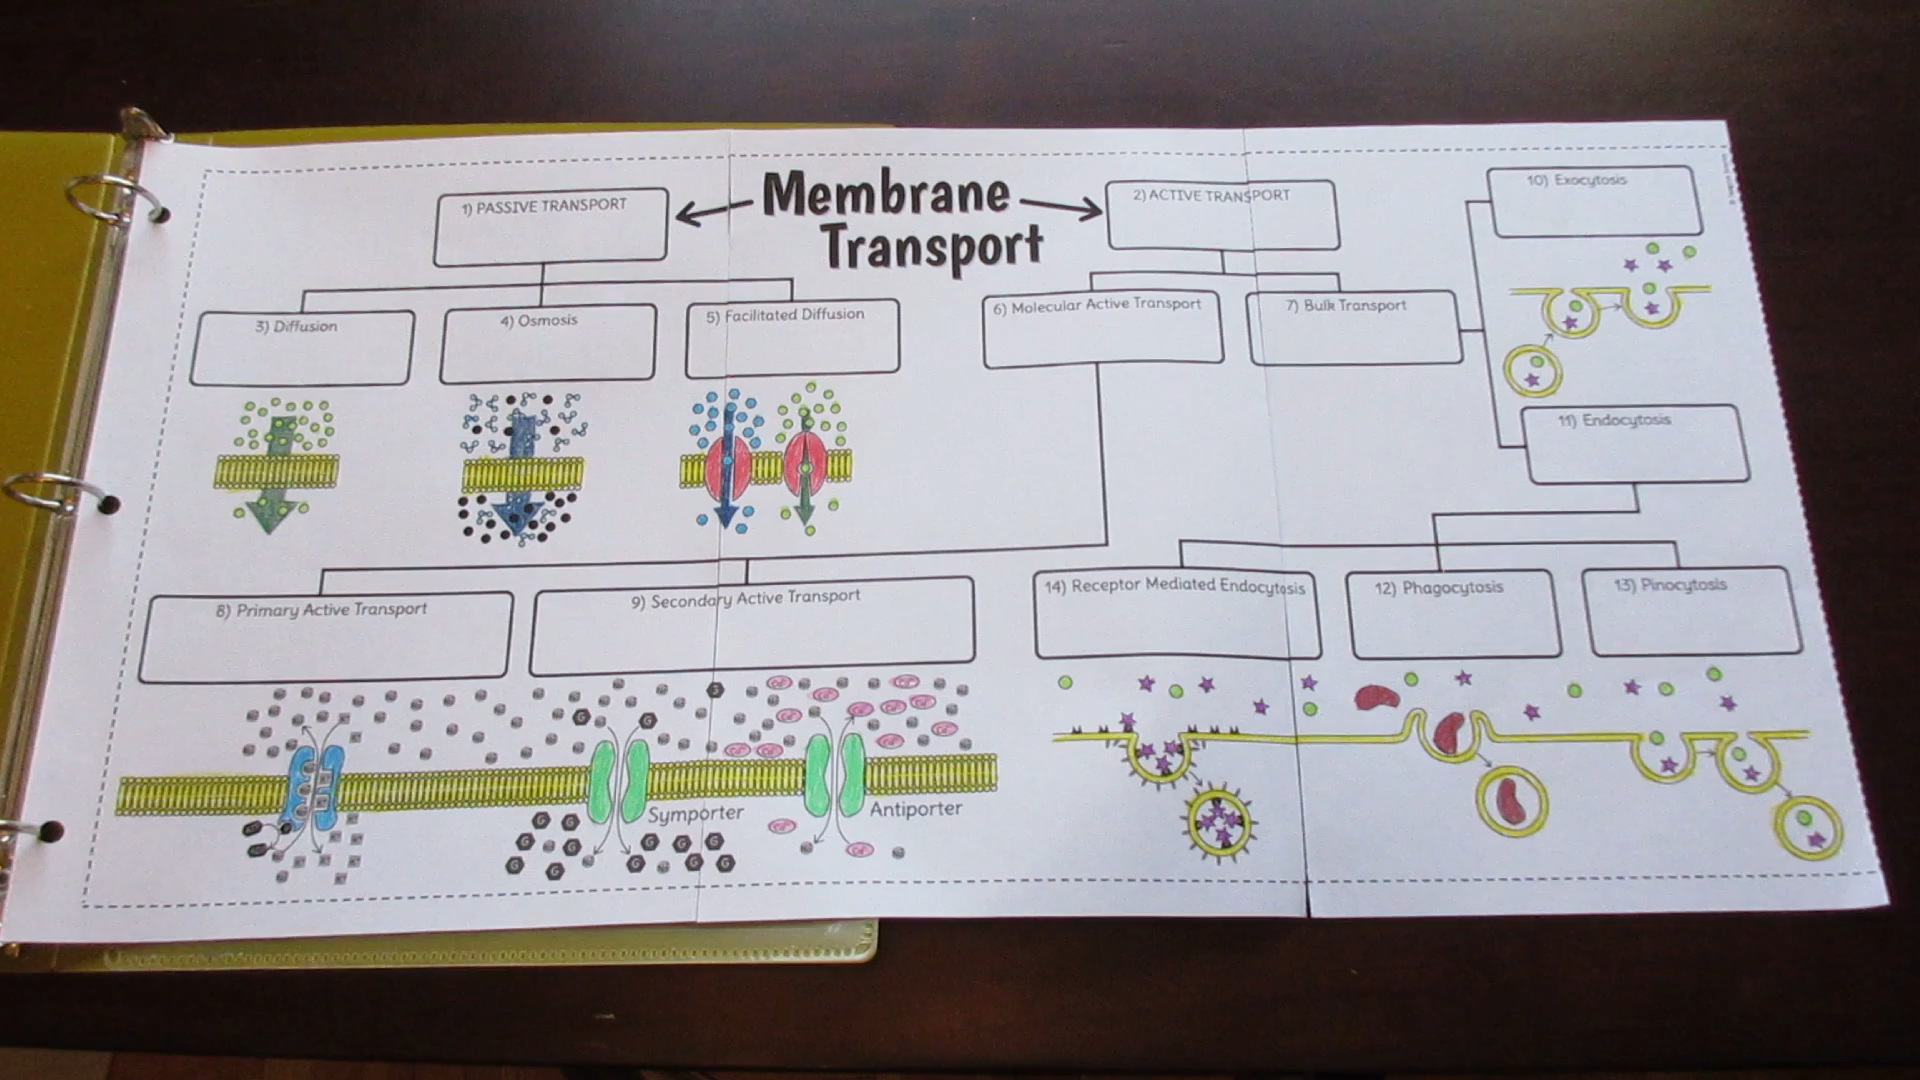 Membrane
Transport
1) PASSIVE TRANSPORT
2) ACTIVE TRANSPORT
3) Diffusion
4) Osmosis
5) Facilitated Diffusion
6) Molecular Active Transport
7) Bulk Transport
10) Exocytosis
11) Endocytosis
8) Primary Active Transport
9) Secondary Active Transport
14) Receptor Mediated Endocytosis
12) Phagocytosis
13) Pinocytosis
Symporter
Antiporter
G
G
G
G
G
G
G
G
G
G
G
G
G